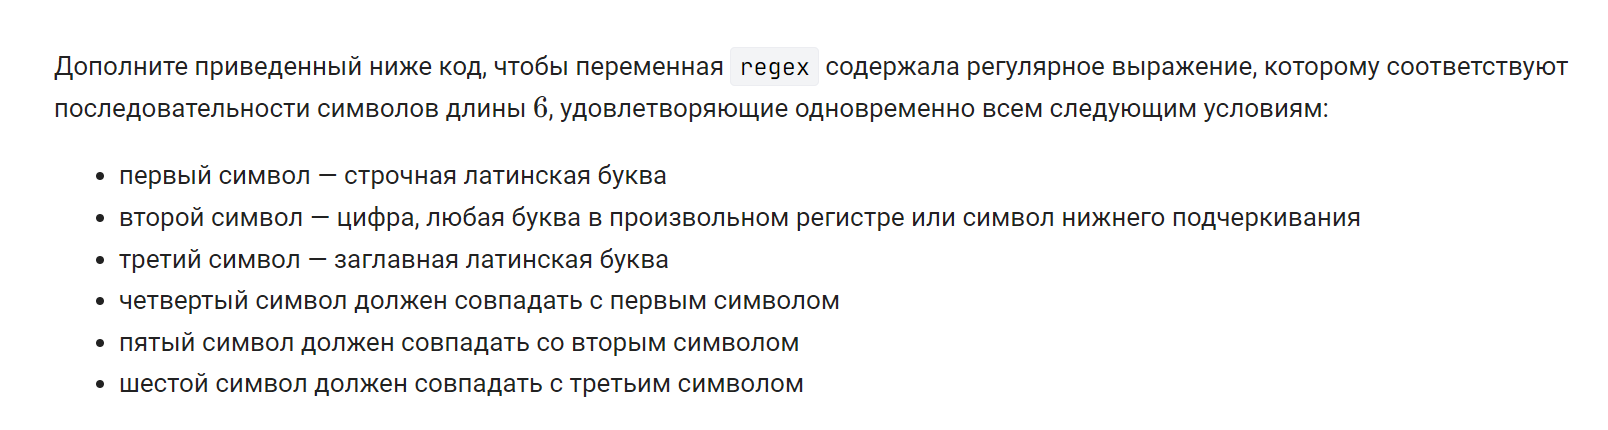 Дополните приведенный ниже код, чтобы переменная regex содержала регулярное выражение, которому соответствуют
последовательности символов длины 6, удовлетворяющие одновременно всем следующим условиям:
• первый символ — строчная латинская буква
• второй символ — цифра, любая буква в произвольном регистре или символ нижнего подчеркивания
• третий символ — заглавная латинская буква
• четвертый символ должен совпадать с первым символом
• пятый символ должен совпадать со вторым символом
• шестой символ должен совпадать с третьим символом